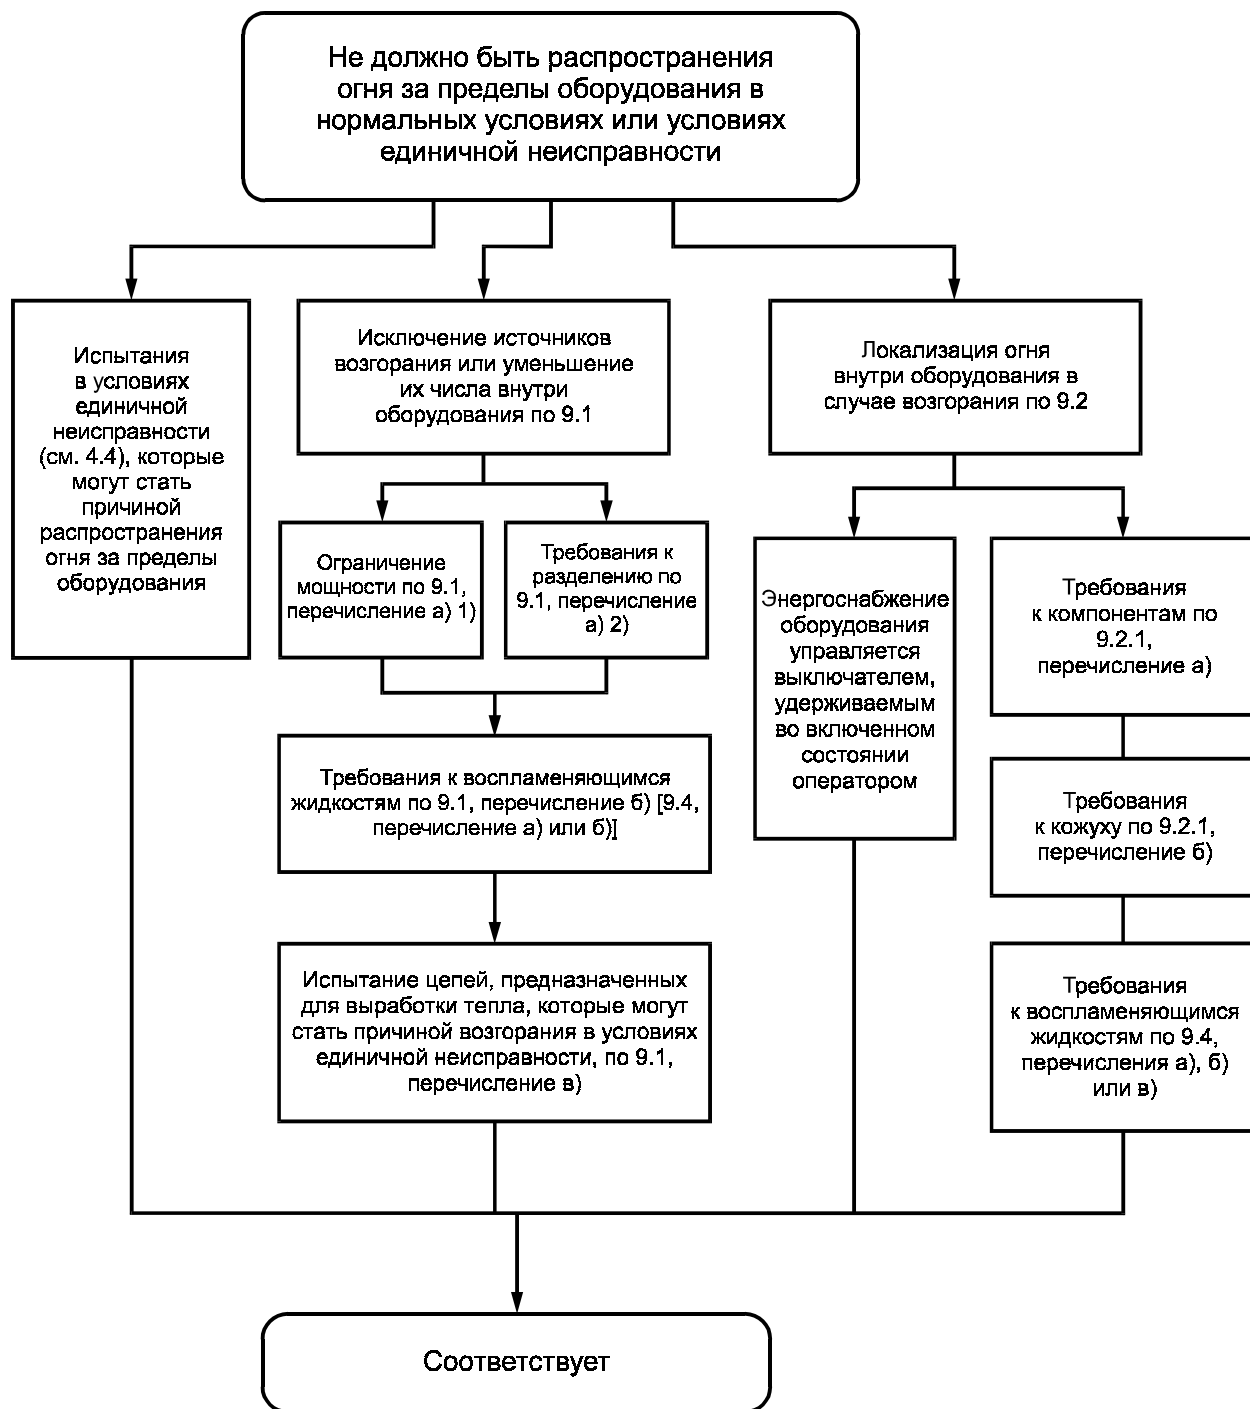 Не должно быть распространения
огня за пределы оборудования в
нормальных условиях или условиях
единичной неисправности
Испытания
в условиях
единичной
неисправности
(см. 4.4), которые
могут стать
причиной
распространения
огня за пределы
оборудования
Исключение источников
возгорания или уменьшение
их числа внутри
оборудования по 9.1
Локализация огня
внутри оборудования в
случае возгорания по 9.2
Ограничение
мощности по 9.1,
перечисление а) 1)
Требования к
разделению по
9.1, перечисление
а) 2)
Энергоснабжение
оборудования
управляется
выключателем,
удерживаемым
во включенном
состоянии
оператором
Требования
к компонентам по
9.2.1,
перечисление а)
Требования к воспламеняющимся
жидкостям по 9.1, перечисление б) [9.4,
перечисление а) или б)]
Требования
к кожуху по 9.2.1,
перечисление б)
Испытание цепей, предназначенных
для выработки тепла, которые могут
стать причиной возгорания в условиях
единичной неисправности, по 9.1,
перечисление в)
Требования
к воспламеняющимся
жидкостям по 9.4,
перечисления а), б)
или в)
Соответствует